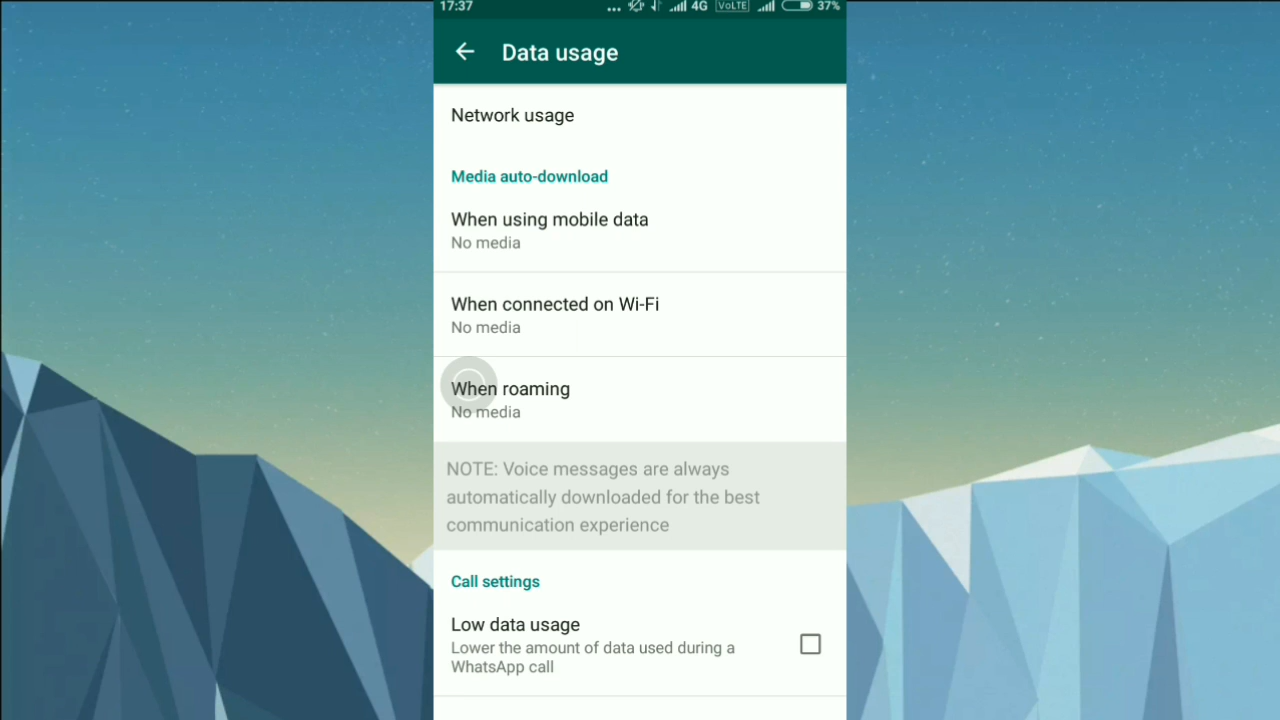 17:37 ... 4G VoLTE 37%
Data usage
Network usage
Media auto-download
When using mobile data
No media
When connected on Wi-Fi
No media
When roaming
No media
NOTE: Voice messages are always
automatically downloaded for the best
communication experience
Call settings
Low data usage
Lower the amount of data used during a
WhatsApp call